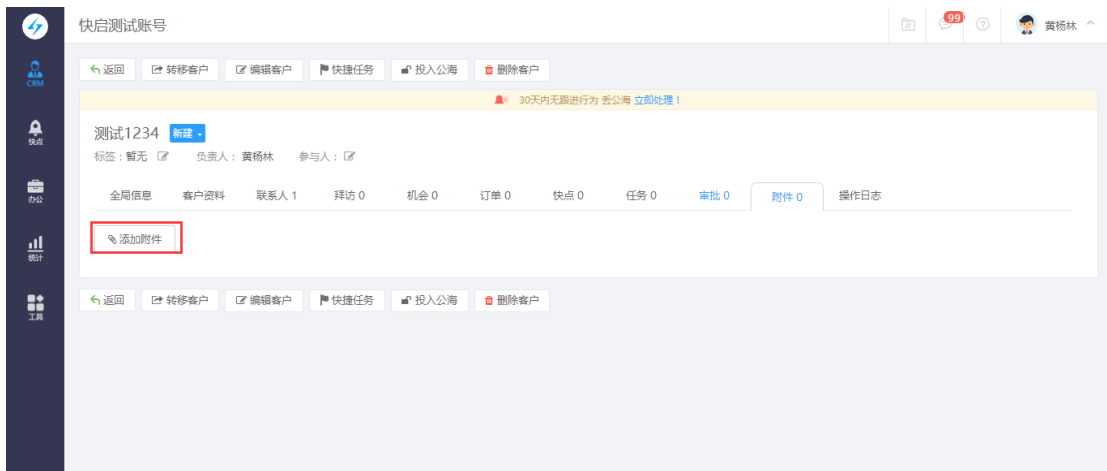 快启测试账号
99
黄杨林
CRM
快点
办公
统计
工具
返回 转移客户 编辑客户 快捷任务 投入公海 删除客户
30天内无跟进行为 丢公海 立即处理！
测试1234 新建
标签：暂无 负责人：黄杨林 参与人：
全局信息 客户资料 联系人 1 拜访 0 机会 0 订单 0 快点 0 任务 0 审批 0 附件 0 操作日志
添加附件
返回 转移客户 编辑客户 快捷任务 投入公海 删除客户